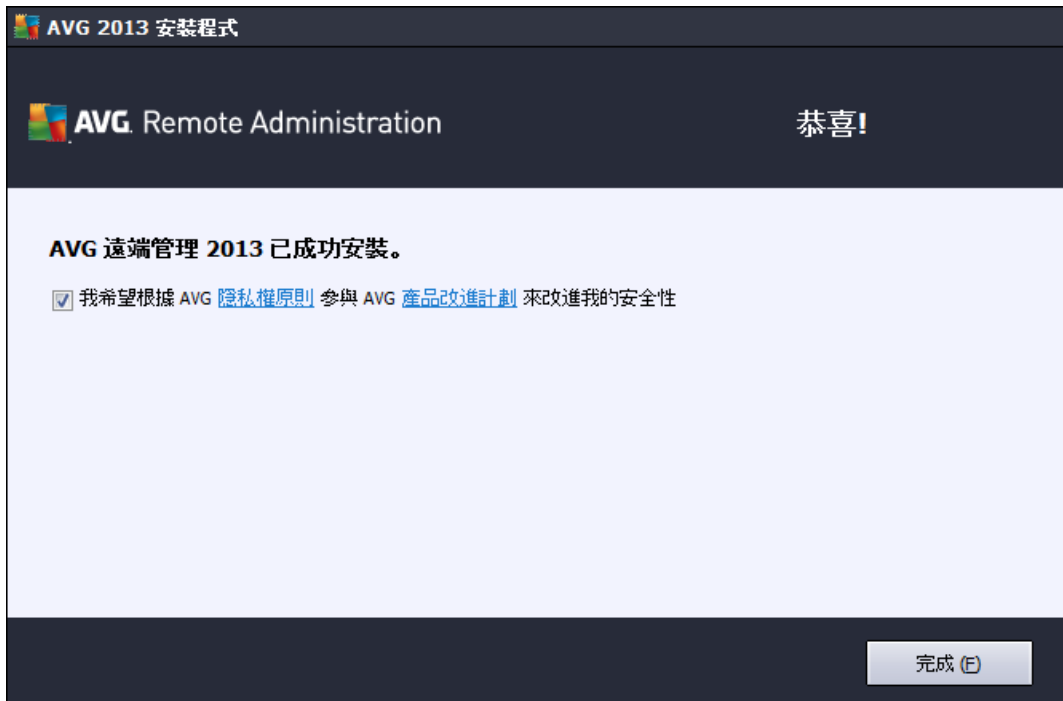 AVG 2013 安裝程式
AVG. Remote Administration
恭喜!
AVG 遠端管理 2013 已成功安裝。
我希望根據 AVG 隱私權原則 參與 AVG 產品改進計劃 來改進我的安全性
完成 (F)